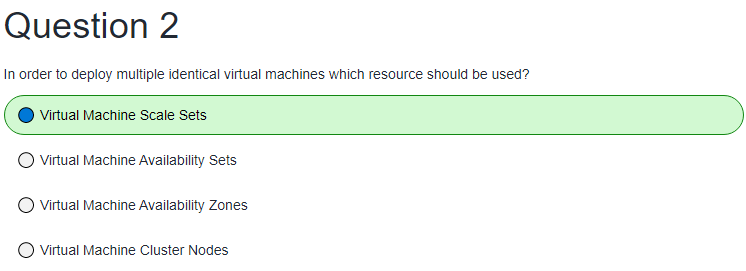 Question 2
In order to deploy multiple identical virtual machines which resource should be used?
Virtual Machine Scale Sets
Virtual Machine Availability Sets
Virtual Machine Availability Zones
Virtual Machine Cluster Nodes